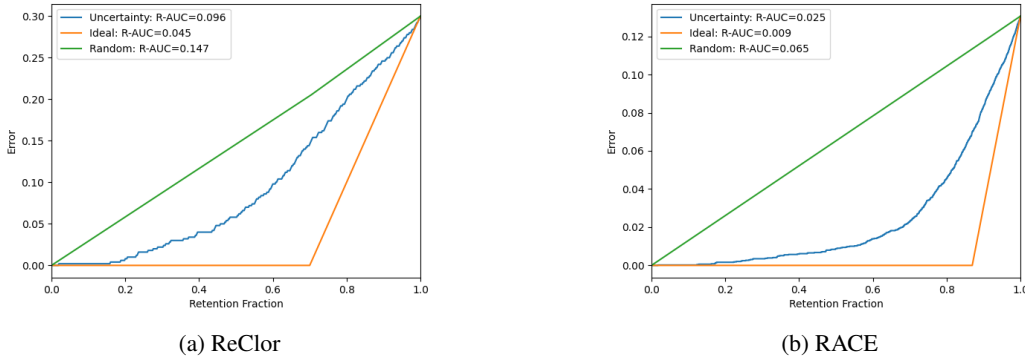 Uncertainty: R-AUC=0.096
Ideal: R-AUC=0.045
Random: R-AUC=0.147
0.30
0.25
0.20
0.15
0.10
0.05
0.00
Error
0.0 0.2 0.4 0.6 0.8 1.0
Retention Fraction
(a) ReClor
Uncertainty: R-AUC=0.025
Ideal: R-AUC=0.009
Random: R-AUC=0.065
0.12
0.10
0.08
0.06
0.04
0.02
0.00
Error
0.0 0.2 0.4 0.6 0.8 1.0
Retention Fraction
(b) RACE